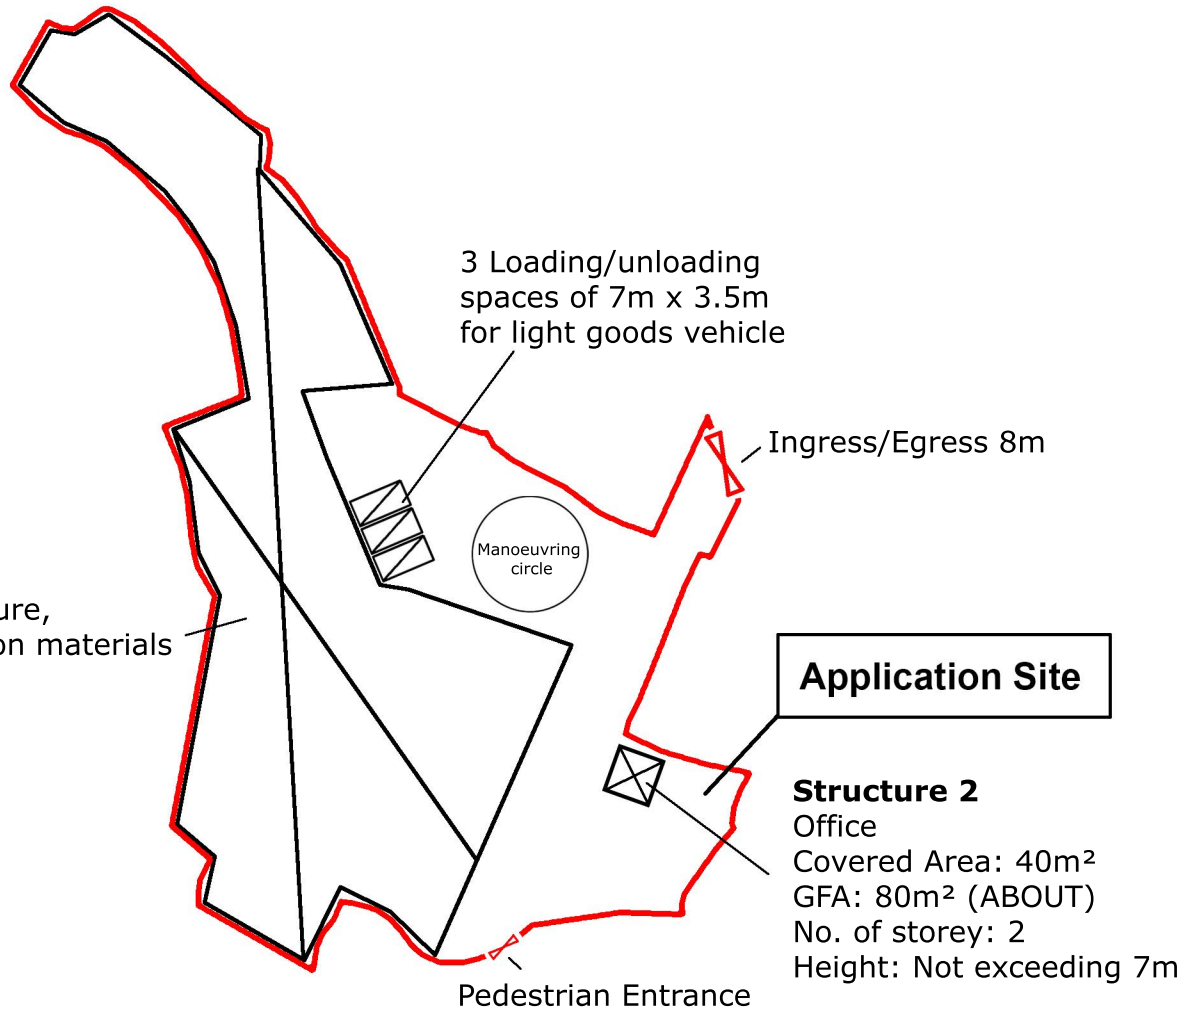 3 Loading/unloading
spaces of 7m x 3.5m
for light goods vehicle
Ingress/Egress 8m
Manoeuvring
circle
ure,
on materials
Application Site
Structure 2
Office
Covered Area: 40m²
GFA: 80m² (ABOUT)
No. of storey: 2
Height: Not exceeding 7m
Pedestrian Entrance